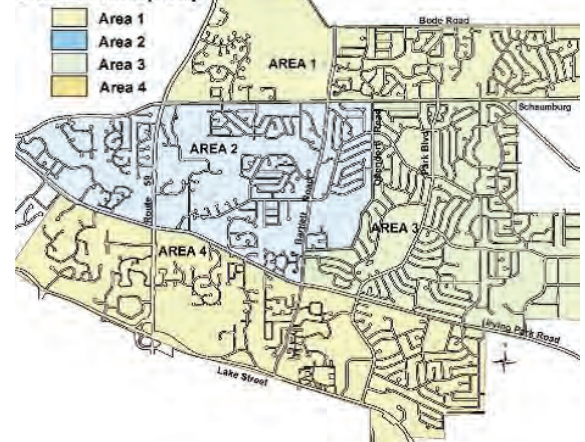 Area 1
Area 2
Area 3
Area 4
Bode Road
AREA 1
Schaumburg
AREA 2
Road
Park Blvd
Route 59
Barrington Road
AREA 3
AREA 4
Irving Park Road
Lake Street